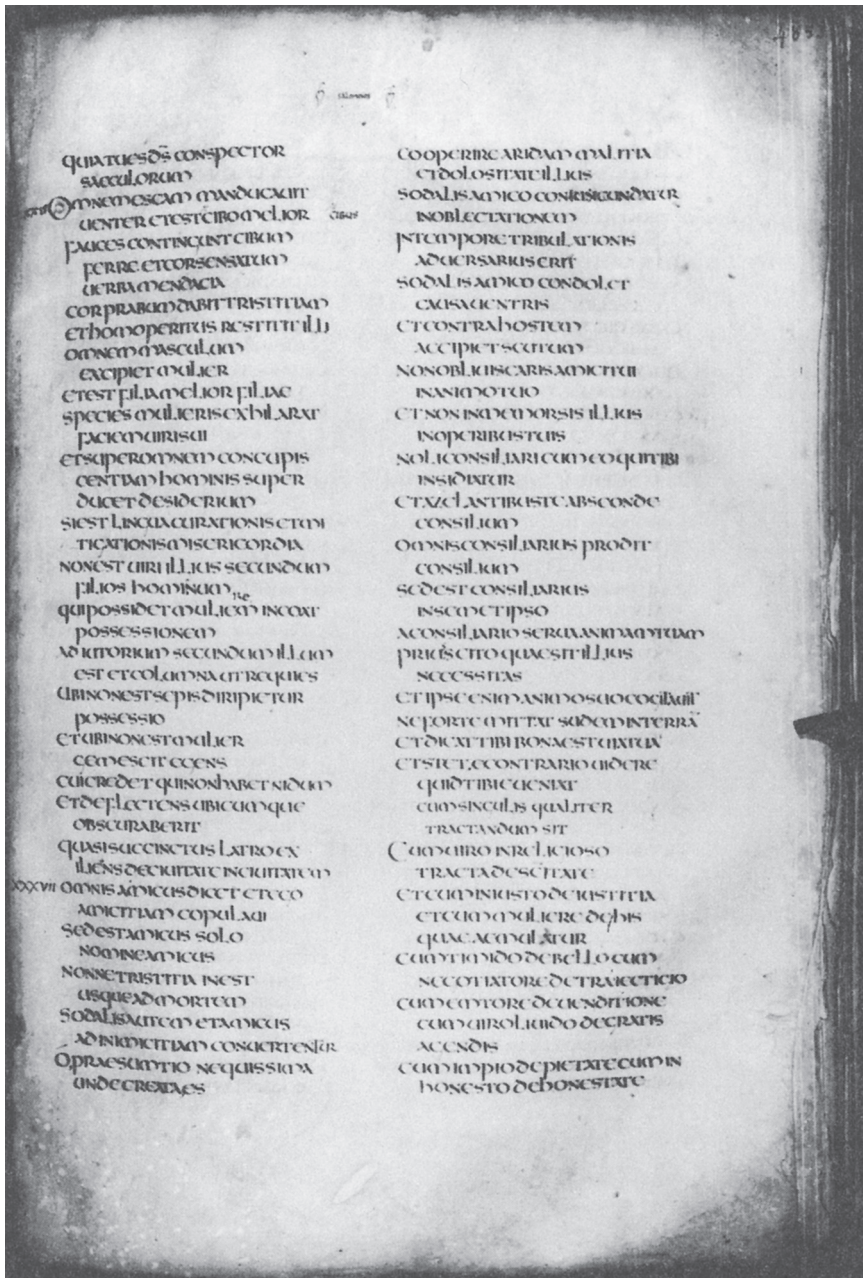 QUIA TU ES DS CONSPECTOR
SAECULORUM
OMNEM ESCAM MANDUCAVIT
UENTER ET EST CIBO MELIOR CIBUS
FAUCES CONTINGUNT CIBUM
FERAE ET COR SENSATUM
UERBA MENDACIA
COR PRABUM DABIT TRISTITIAM
ET HOMO PERITUS RESTITIT ILLI
OMNEM MASCULUM
EXCIPIET MULIER
ET EST FILIA MELIOR FILIAE
SPECIES MULIERIS EXHILARAT
FACIEM UIRI SUI
ET SUPER OMNEM CONCUPIS
CENTIAM HOMINIS SUPER
DUCET DESIDERIUM
SI EST LINGUA CURATIONIS ET MI
TIGATIONIS MISERICORDIA
NON EST UIRI ILLIUS SECUNDUM
FILIOS HOMINUM
QUI POSSIDET MULIEREM INCOAT
POSSESSIONEM
ADIUTORIUM SECUNDUM ILLUM
EST ET COLUMNA UT REQUIES
UBI NON EST SEPIS DIRIPIETUR
POSSESSIO
ET UBI NON EST MULIER
GEMESCIT EGENS
CUI CREDET QUI NON HABET NIDUM
ET DEFLECTENS UBICUMQUE
OBSCURABERIT
QUASI SUCCINCTUS LATRO EX
ILIENS DE CIUITATE IN CIUITATEM
XXXVII OMNIS AMICUS DICET ET EGO
AMICITIAM COPULAUI
SED EST AMICUS SOLO
NOMINE AMICUS
NONNE TRISTITIA INEST
USQUE AD MORTEM
SODALIS AUTEM ET AMICUS
AD INIMICITIAM CONUERTENTUR
O PRAESUMTIO NEQUISSIMA
UNDE CREATA ES
COOPERIRE ARIDAM MALITIA
ET DOLOSITATE ILLIUS
SODALIS AMICO CONIUCUNDATUR
IN OBLECTATIONEM
IN TEMPORE TRIBULATIONIS
ADUERSARIUS ERIT
SODALIS AMICO CONDOLET
CAUSA UENTRIS
ET CONTRA HOSTEM
ACCIPIET SCUTUM
NON OBLIUISCARIS AMICI TUI
IN ANIMO TUO
ET NON INMEMOR SIS ILLIUS
IN OPERIBUS TUIS
NOLI CONSILIARI CUM EO QUI TIBI
INSIDIATUR
ET A ZELANTIBUS TE ABSCONDE
CONSILIUM
OMNIS CONSILIARIUS PRODIT
CONSILIUM
SED EST CONSILIARIUS
IN SEMET IPSO
A CONSILIARIO SERUA ANIMAM TUAM
PRIUS SCITO QUAE SIT ILLIUS
NECESSITAS
ET IPSE ENIM ANIMO SUO COGITAUIT
NE FORTE MITTAT SUDEM IN TERRA
ET DICAT TIBI BONA EST UIA TUA
ET STET E CONTRARIO UIDERE
QUID TIBI EUENIAT
CUM SINGULIS QUALITER
TRACTANDUM SIT
CUM UIRO INRELIGIOSO
TRACTA DE SCITATE
ET CUM INIUSTO DE IUSTITIA
ET CUM MULIERE DE HIS
QUAE AEMULATUR
CUM TIMIDO DE BELLO CUM
NEGOTIATORE DE TRAIECTICIO
CUM EMTORE DE UENDITIONE
CUM UIRO LIUIDO DE GRATIS
AGENDIS
CUM IMPIO DE PIETATE CUM IN
HONESTO DE HONESTATE